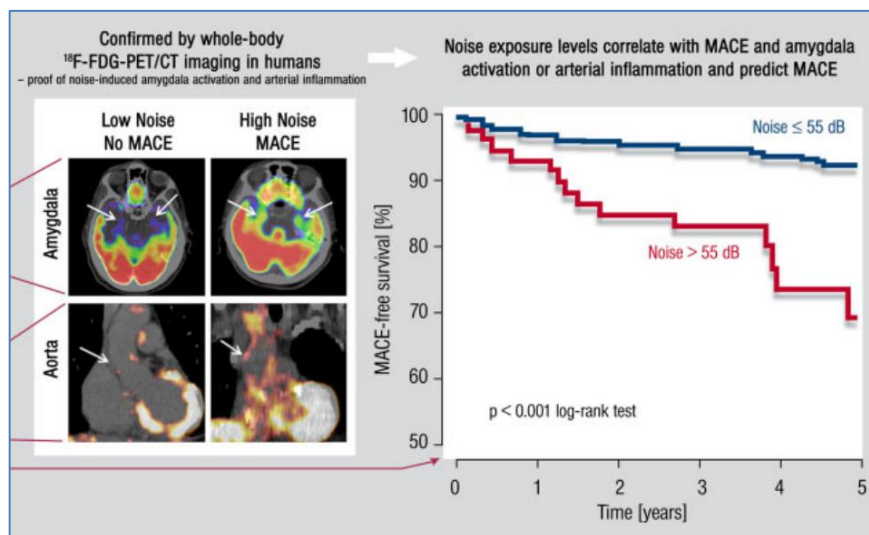 Confirmed by whole-body
¹⁸F-FDG-PET/CT imaging in humans
– proof of noise-induced amygdala activation and arterial inflammation
Low Noise
No MACE
High Noise
MACE
Amygdala
Aorta
Noise exposure levels correlate with MACE and amygdala
activation or arterial inflammation and predict MACE
MACE-free survival [%]
100
90
80
70
60
50
Noise ≤ 55 dB
Noise > 55 dB
p < 0.001 log-rank test
0 1 2 3 4 5
Time [years]